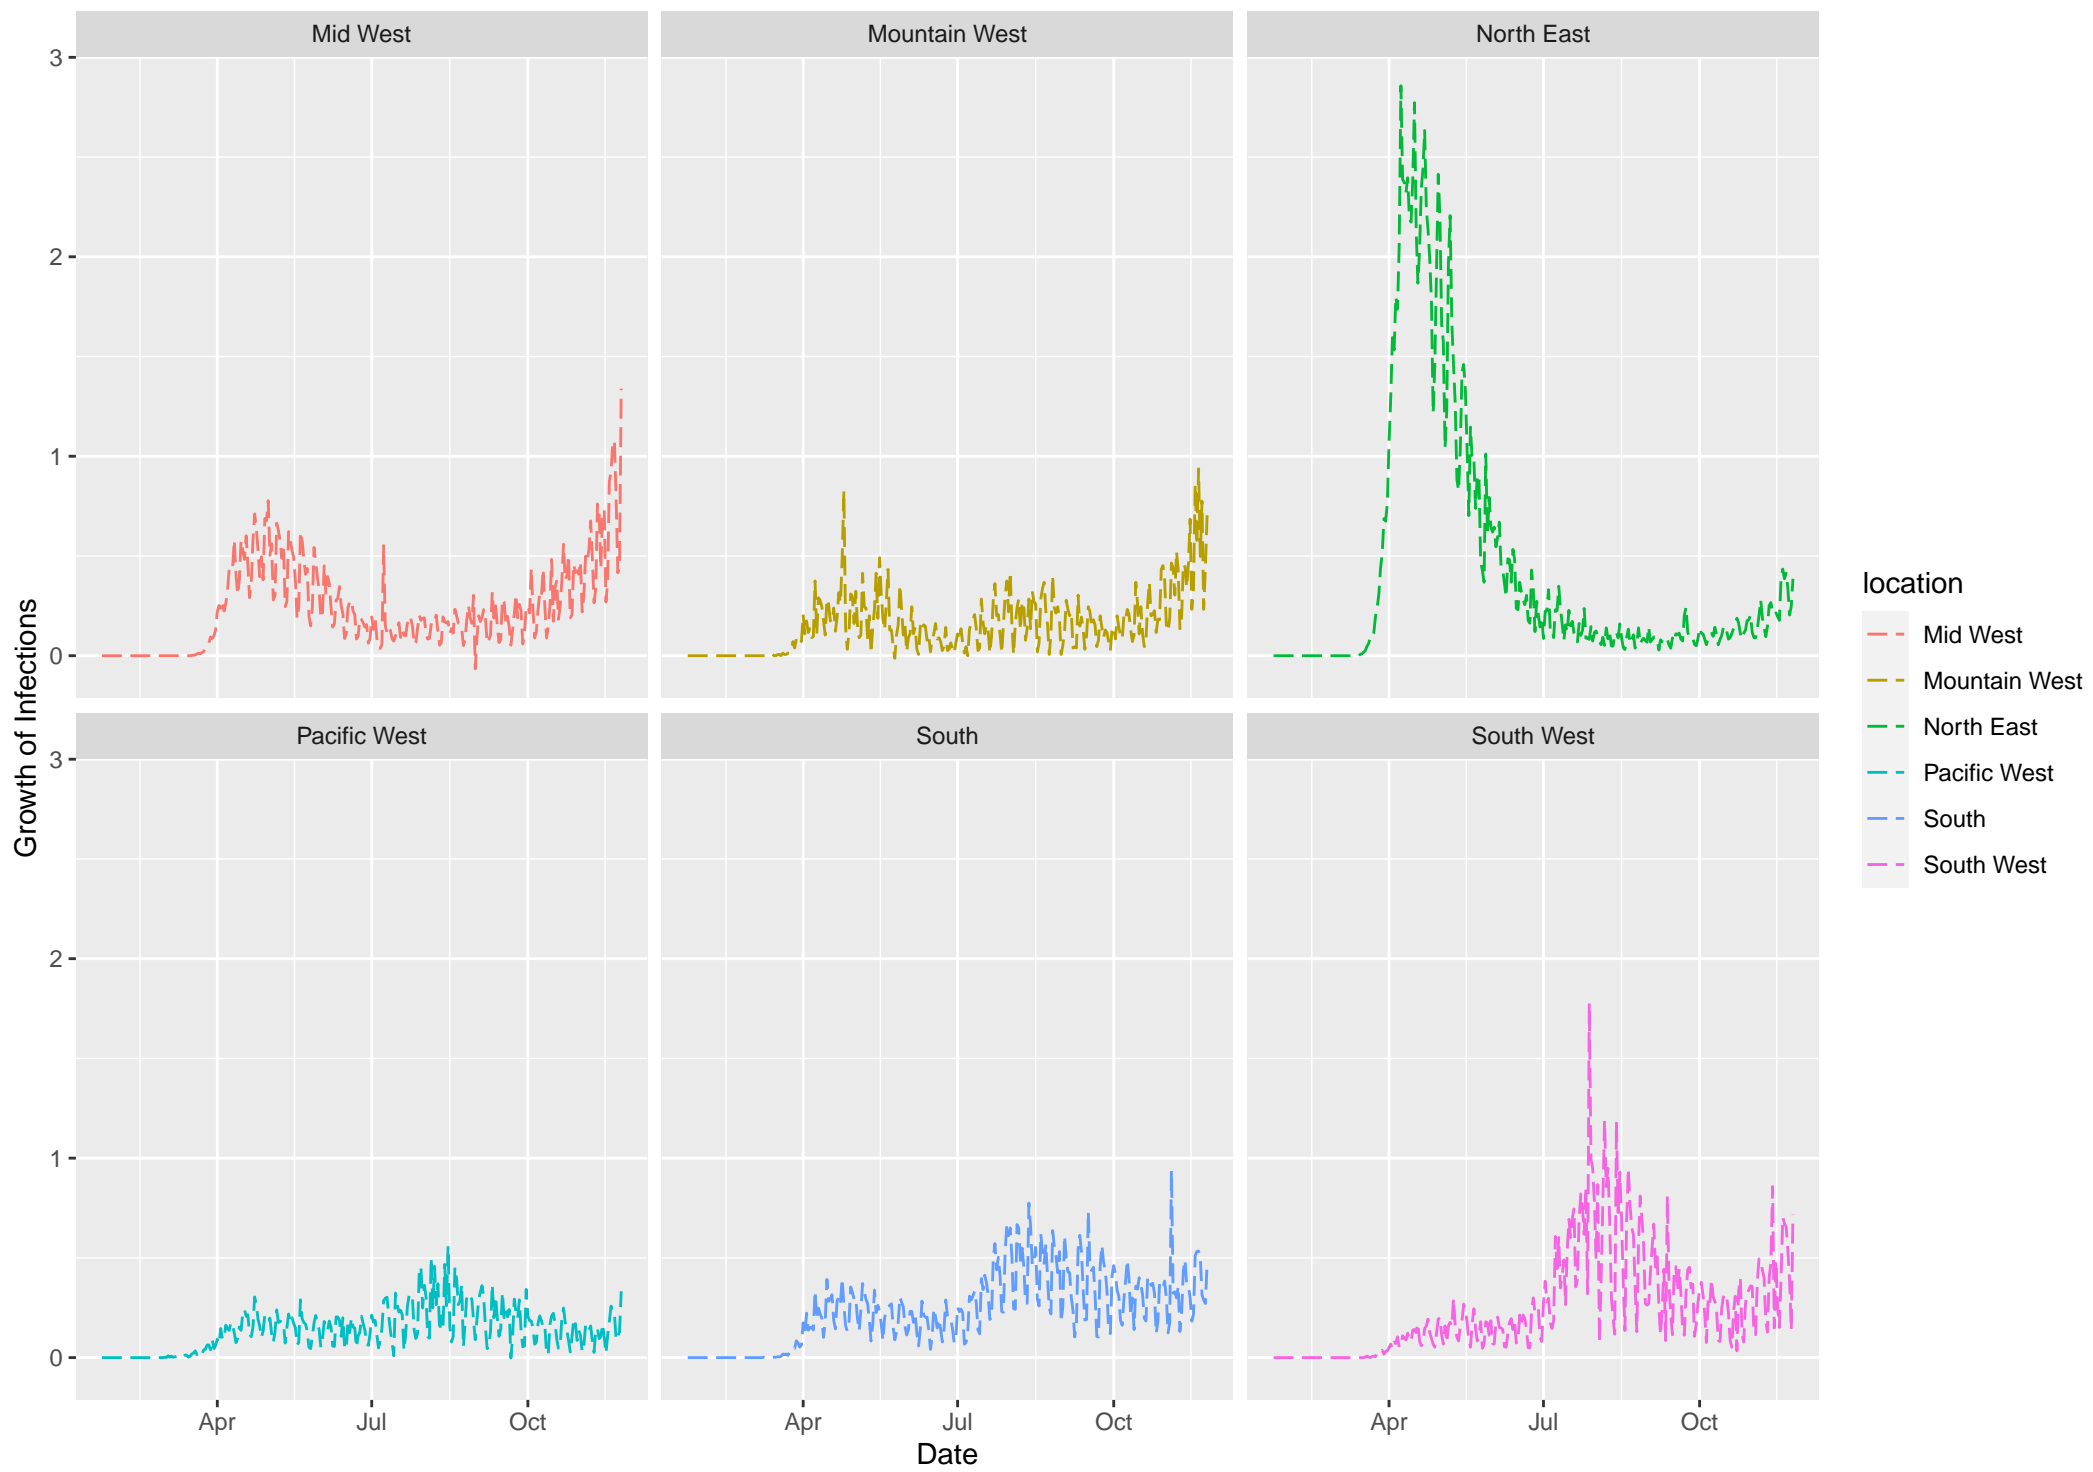 Mid West
Mountain West
North East
3
2
1
0
Pacific West
South
South West
3
2
1
0
Growth of Infections
Apr
Jul
Oct
Apr
Jul
Oct
Apr
Jul
Oct
Date
location
Mid West
Mountain West
North East
Pacific West
South
South West